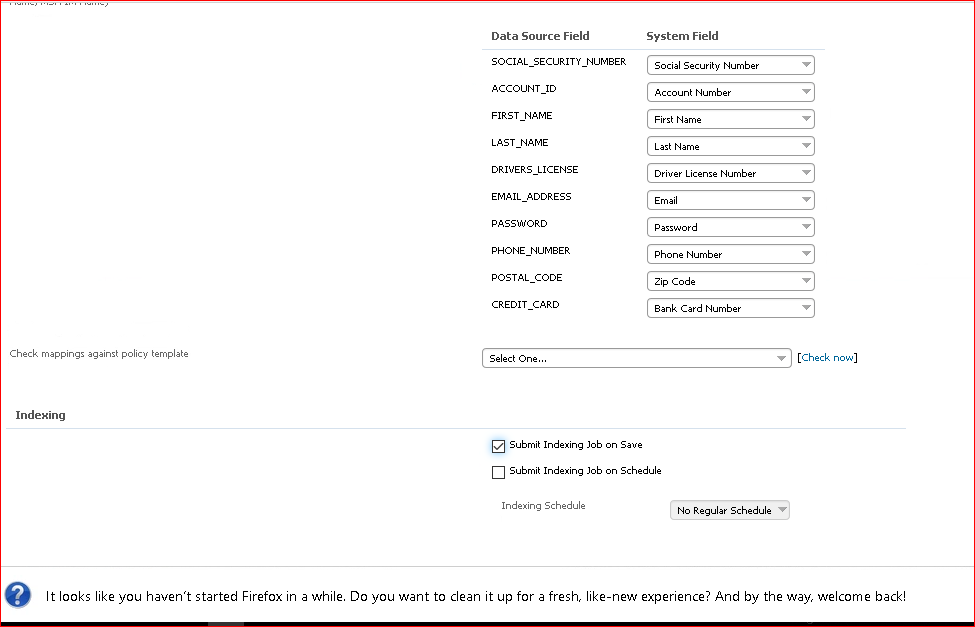 Data Source Field System Field
SOCIAL_SECURITY_NUMBER Social Security Number
ACCOUNT_ID Account Number
FIRST_NAME First Name
LAST_NAME Last Name
DRIVERS_LICENSE Driver License Number
EMAIL_ADDRESS Email
PASSWORD Password
PHONE_NUMBER Phone Number
POSTAL_CODE Zip Code
CREDIT_CARD Bank Card Number
Check mappings against policy template Select One... [Check now]
Indexing
Submit Indexing Job on Save
Submit Indexing Job on Schedule
Indexing Schedule No Regular Schedule
? It looks like you haven't started Firefox in a while. Do you want to clean it up for a fresh, like-new experience? And by the way, welcome back!